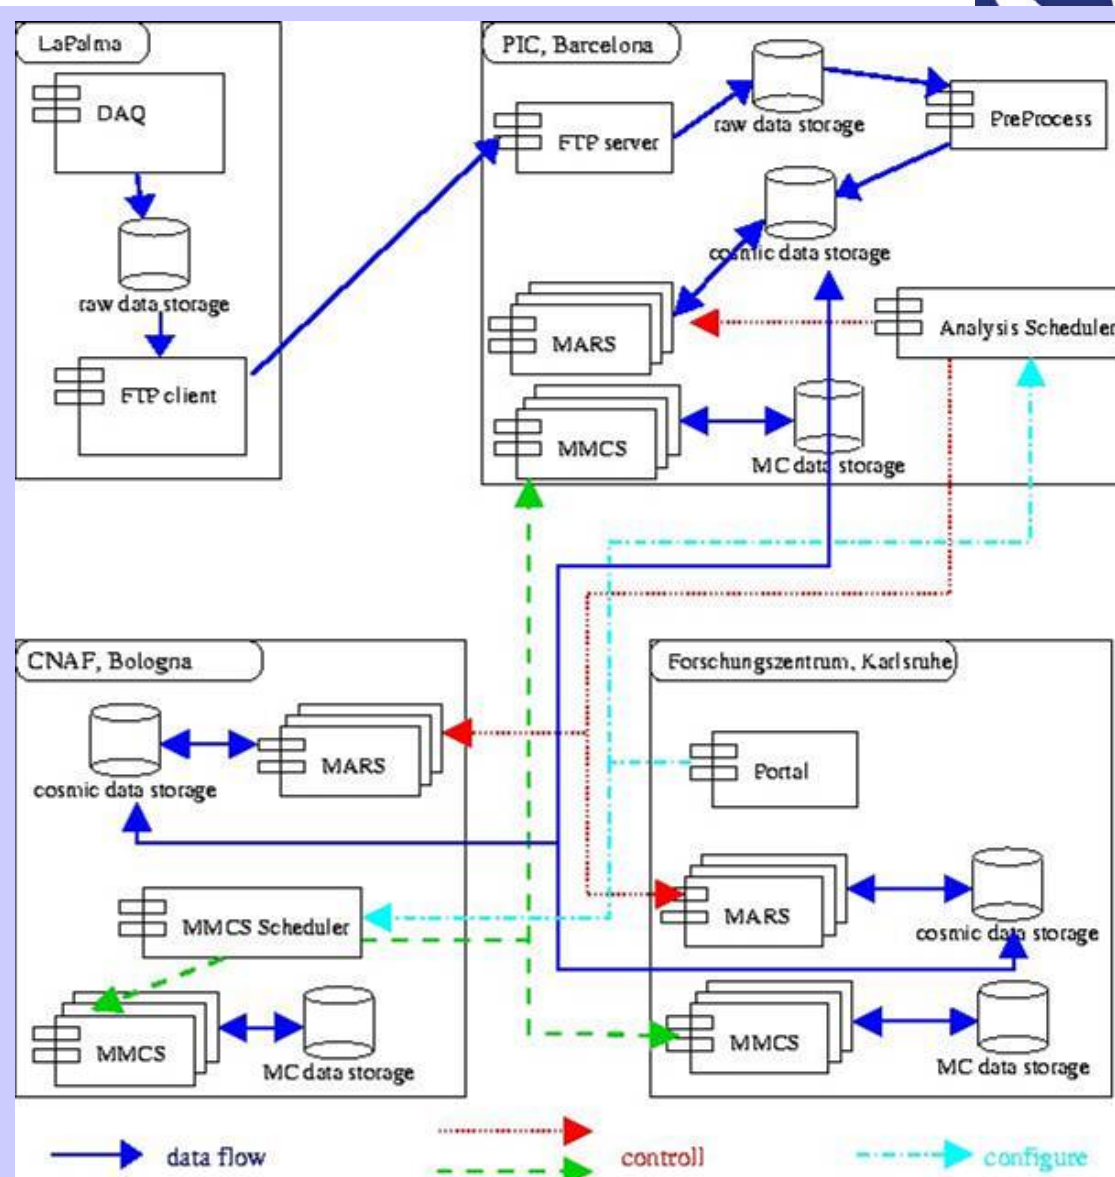 LaPalma
DAQ
raw data storage
FTP client
PIC, Barcelona
FTP server
raw data storage
PreProcess
cosmic data storage
MARS
Analysis Scheduler
MMCS
MC data storage
CNAF, Bologna
cosmic data storage
MARS
MMCS Scheduler
MMCS
MC data storage
Forschungszentrum, Karlsruhe
Portal
MARS
cosmic data storage
MMCS
MC data storage
data flow
controll
configure